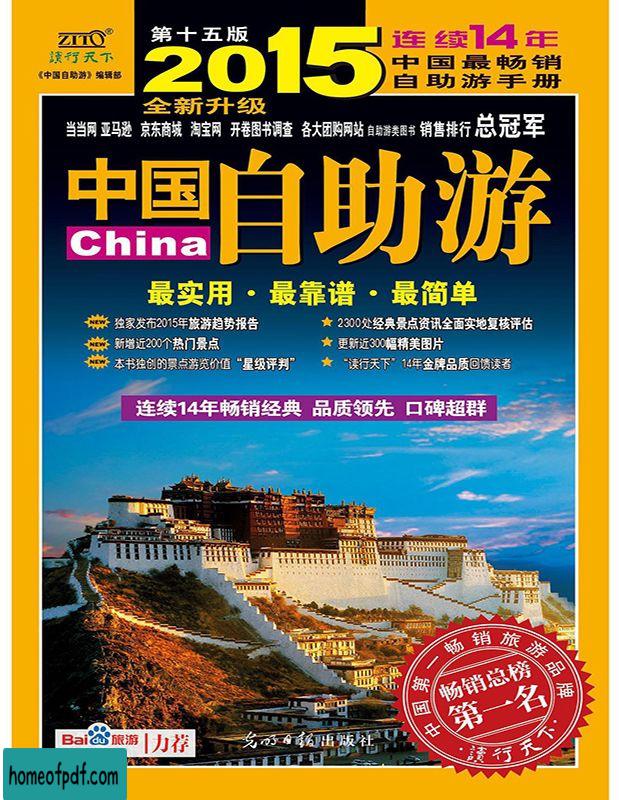 ZITO®
读行天下
《中国自助游》编辑部
第十五版
2015
全新升级
连续14年
中国最畅销
自助游手册
当当网 亚马逊 京东商城 淘宝网 开卷图书调查 各大团购网站 自助游类图书 销售排行 总冠军
中国
China
自助游
最实用·最靠谱·最简单
NEW 独家发布2015年旅游趋势报告
NEW 新增近200个热门景点
NEW 本书独创的景点游览价值“星级评判”
★ 2300处经典景点资讯全面实地复核评估
★ 更新近300幅精美图片
★ “读行天下”14年金牌品质回馈读者
连续14年畅销经典 品质领先 口碑超群
中国第一畅销旅游品牌
畅销总榜
第一名
·读行天下·
Bai du 旅游 力荐
光明日报出版社
homeofpdf.com